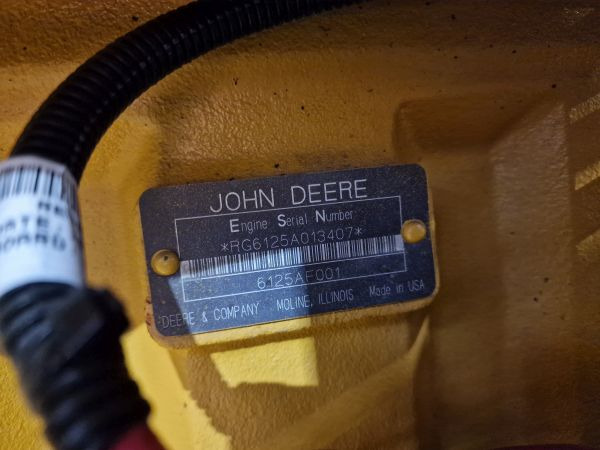 JOHN DEERE
Engine Serial Number
*RG6125A013407*
6125AF001
DEERE & COMPANY MOLINE, ILLINOIS Made in USA